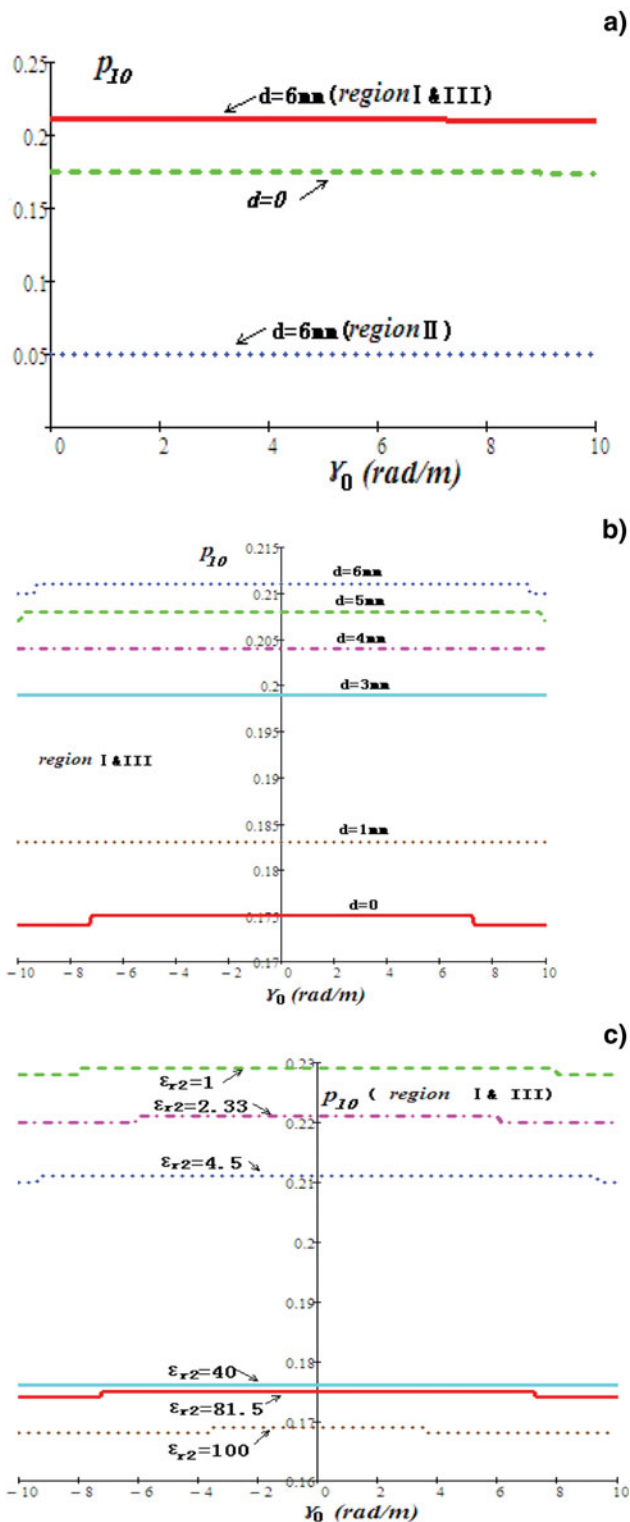 a)
p10
0.25
0.2
0.15
0.1
0.05
d=6mm(region I & III)
d=0
d=6mm(region II)
0 2 4 6 8 10
Y0 (rad/m)
b)
p10
0.215
0.21
0.205
0.2
0.195
0.19
0.185
0.18
0.175
0.17
d=6mm
d=5mm
d=4mm
d=3mm
region I &III
d=1mm
d=0
−10 −8 −6 −4 −2 0 2 4 6 8 10
Y0 (rad/m)
c)
0.23
0.22
0.21
0.2
0.19
0.18
0.17
0.16
p10 ( region I & III)
εr2=1
εr2=2.33
εr2=4.5
εr2=40
εr2=81.5
εr2=100
−10 −8 −6 −4 −2 0 2 4 6 8 10
Y0 (rad/m)